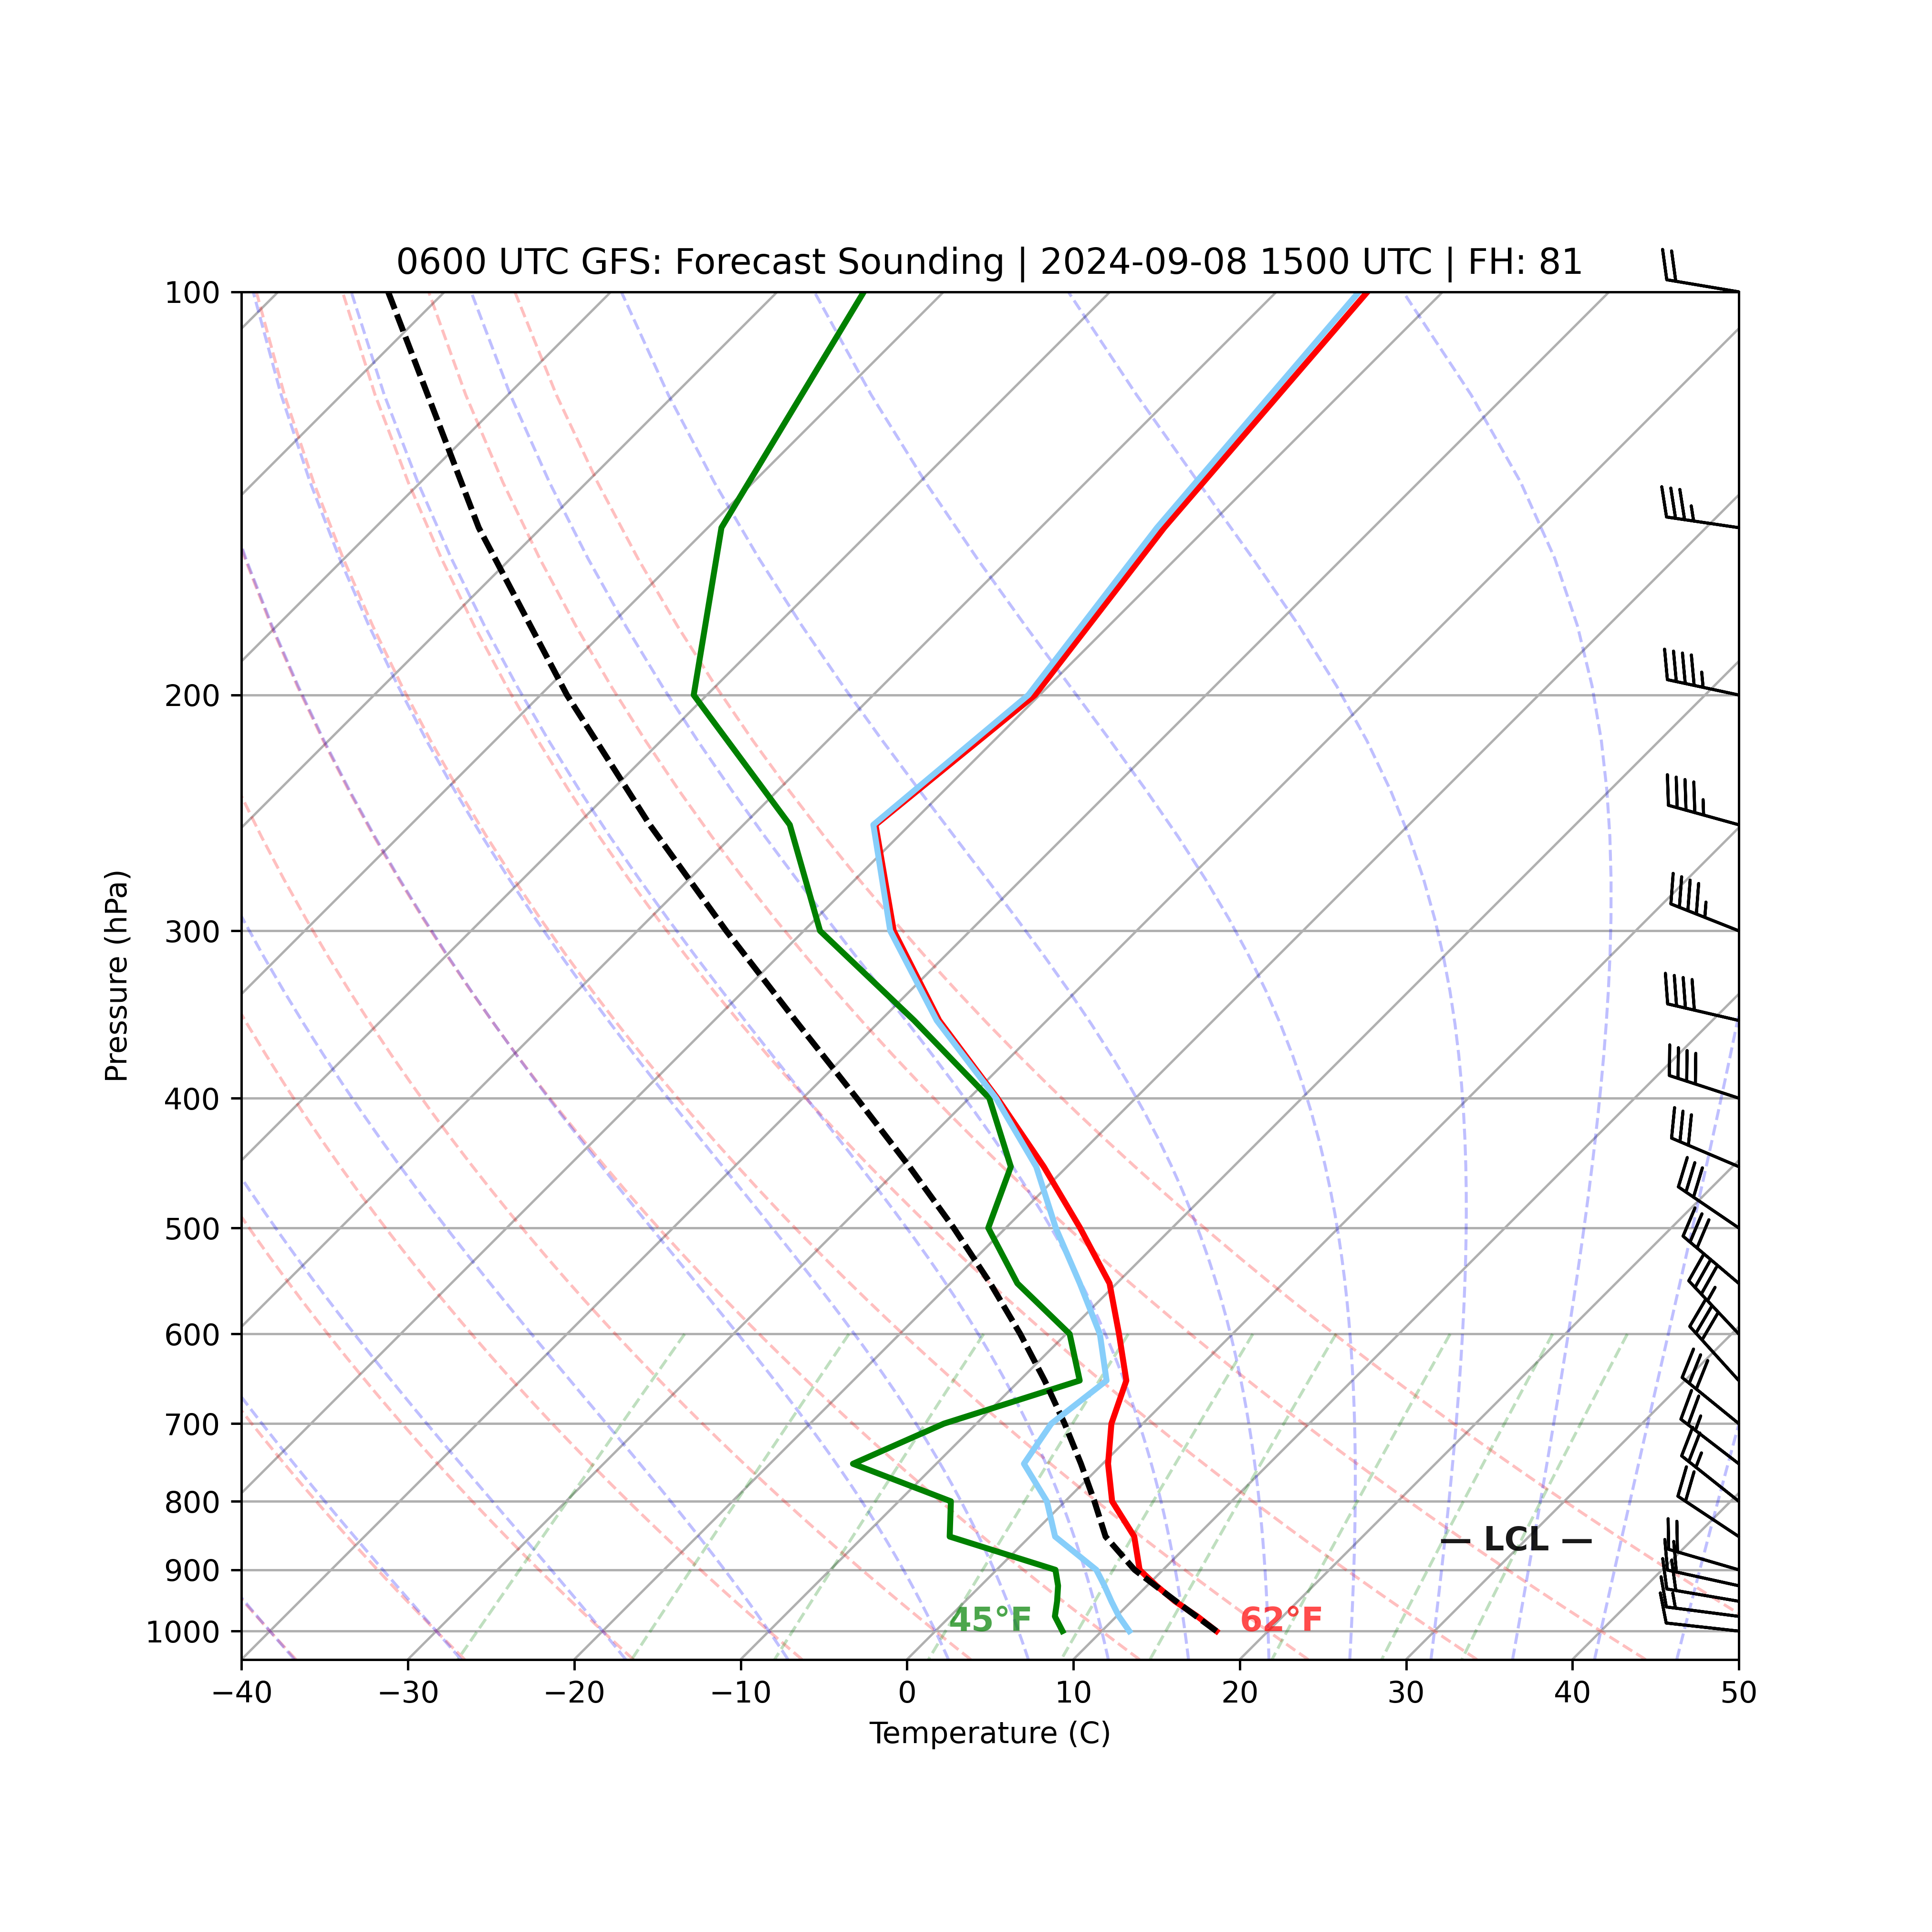 0600 UTC GFS: Forecast Sounding | 2024-09-08 1500 UTC | FH: 81
100
200
300
400
500
600
700
800
900
1000
Pressure (hPa)
— LCL —
45°F
62°F
−40 −30 −20 −10 0 10 20 30 40 50
Temperature (C)